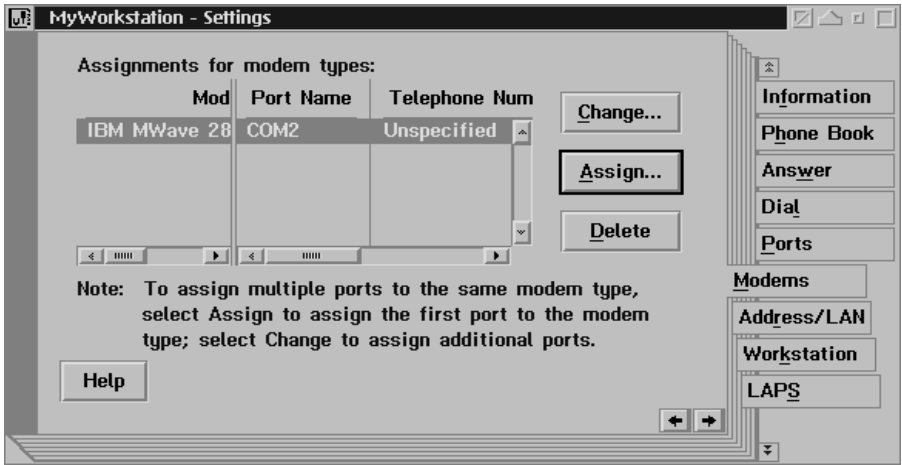 MyWorkstation - Settings
Assignments for modem types:
Mod Port Name Telephone Num
IBM MWave 28 COM2 Unspecified
Change...
Assign...
Delete
Note: To assign multiple ports to the same modem type,
select Assign to assign the first port to the modem
type; select Change to assign additional ports.
Help
Information
Phone Book
Answer
Dial
Ports
Modems
Address/LAN
Workstation
LAPS